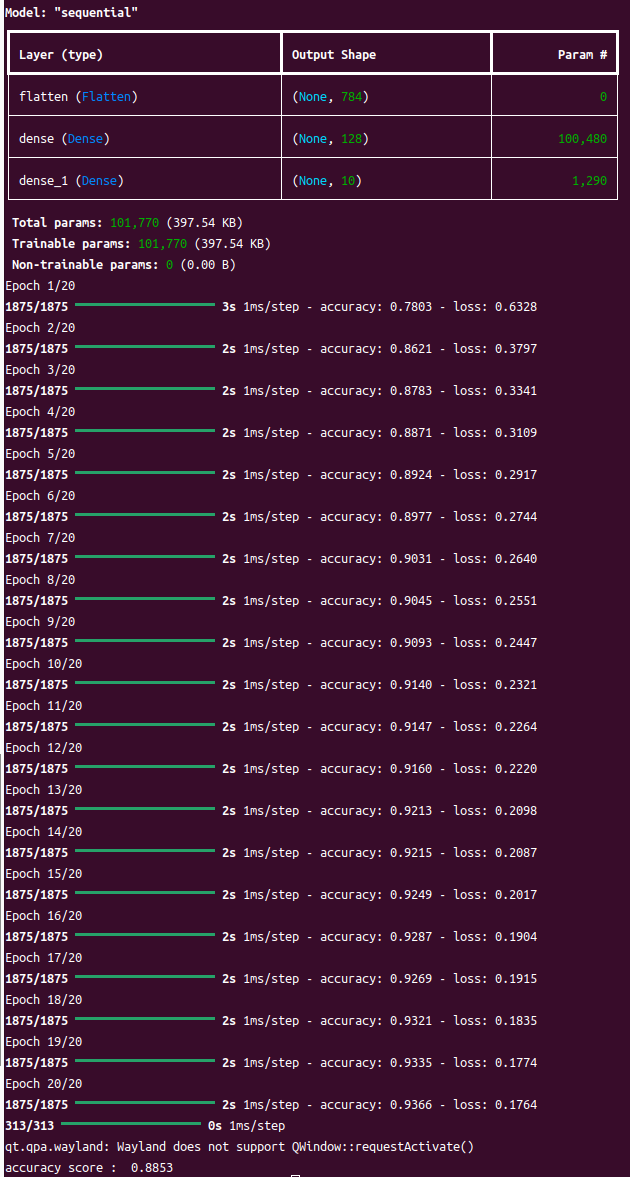 Model: "sequential"
Layer (type) Output Shape Param #
flatten (Flatten) (None, 784) 0
dense (Dense) (None, 128) 100,480
dense_1 (Dense) (None, 10) 1,290
Total params: 101,770 (397.54 KB)
Trainable params: 101,770 (397.54 KB)
Non-trainable params: 0 (0.00 B)
Epoch 1/20
1875/1875 3s 1ms/step - accuracy: 0.7803 - loss: 0.6328
Epoch 2/20
1875/1875 2s 1ms/step - accuracy: 0.8621 - loss: 0.3797
Epoch 3/20
1875/1875 2s 1ms/step - accuracy: 0.8783 - loss: 0.3341
Epoch 4/20
1875/1875 2s 1ms/step - accuracy: 0.8871 - loss: 0.3109
Epoch 5/20
1875/1875 2s 1ms/step - accuracy: 0.8924 - loss: 0.2917
Epoch 6/20
1875/1875 2s 1ms/step - accuracy: 0.8977 - loss: 0.2744
Epoch 7/20
1875/1875 2s 1ms/step - accuracy: 0.9031 - loss: 0.2640
Epoch 8/20
1875/1875 2s 1ms/step - accuracy: 0.9045 - loss: 0.2551
Epoch 9/20
1875/1875 2s 1ms/step - accuracy: 0.9093 - loss: 0.2447
Epoch 10/20
1875/1875 2s 1ms/step - accuracy: 0.9140 - loss: 0.2321
Epoch 11/20
1875/1875 2s 1ms/step - accuracy: 0.9147 - loss: 0.2264
Epoch 12/20
1875/1875 2s 1ms/step - accuracy: 0.9160 - loss: 0.2220
Epoch 13/20
1875/1875 2s 1ms/step - accuracy: 0.9213 - loss: 0.2098
Epoch 14/20
1875/1875 2s 1ms/step - accuracy: 0.9215 - loss: 0.2087
Epoch 15/20
1875/1875 2s 1ms/step - accuracy: 0.9249 - loss: 0.2017
Epoch 16/20
1875/1875 2s 1ms/step - accuracy: 0.9287 - loss: 0.1904
Epoch 17/20
1875/1875 2s 1ms/step - accuracy: 0.9269 - loss: 0.1915
Epoch 18/20
1875/1875 2s 1ms/step - accuracy: 0.9321 - loss: 0.1835
Epoch 19/20
1875/1875 2s 1ms/step - accuracy: 0.9335 - loss: 0.1774
Epoch 20/20
1875/1875 2s 1ms/step - accuracy: 0.9366 - loss: 0.1764
313/313 0s 1ms/step
qt.qpa.wayland: Wayland does not support QWindow::requestActivate()
accuracy score :  0.8853